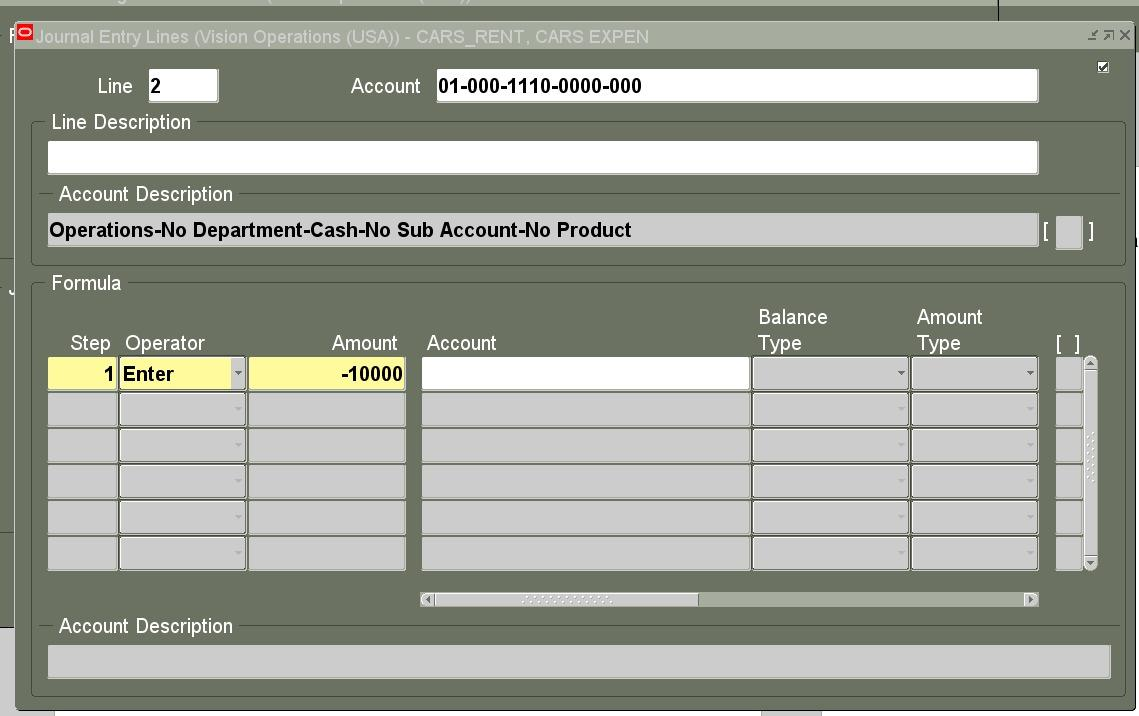 Journal Entry Lines (Vision Operations (USA)) - CARS_RENT, CARS EXPEN
Line 2 Account 01-000-1110-0000-000
Line Description
Account Description
Operations-No Department-Cash-No Sub Account-No Product [ ]
Formula
Balance Amount
Step Operator Amount Account Type Type [ ]
1 Enter -10000
Account Description